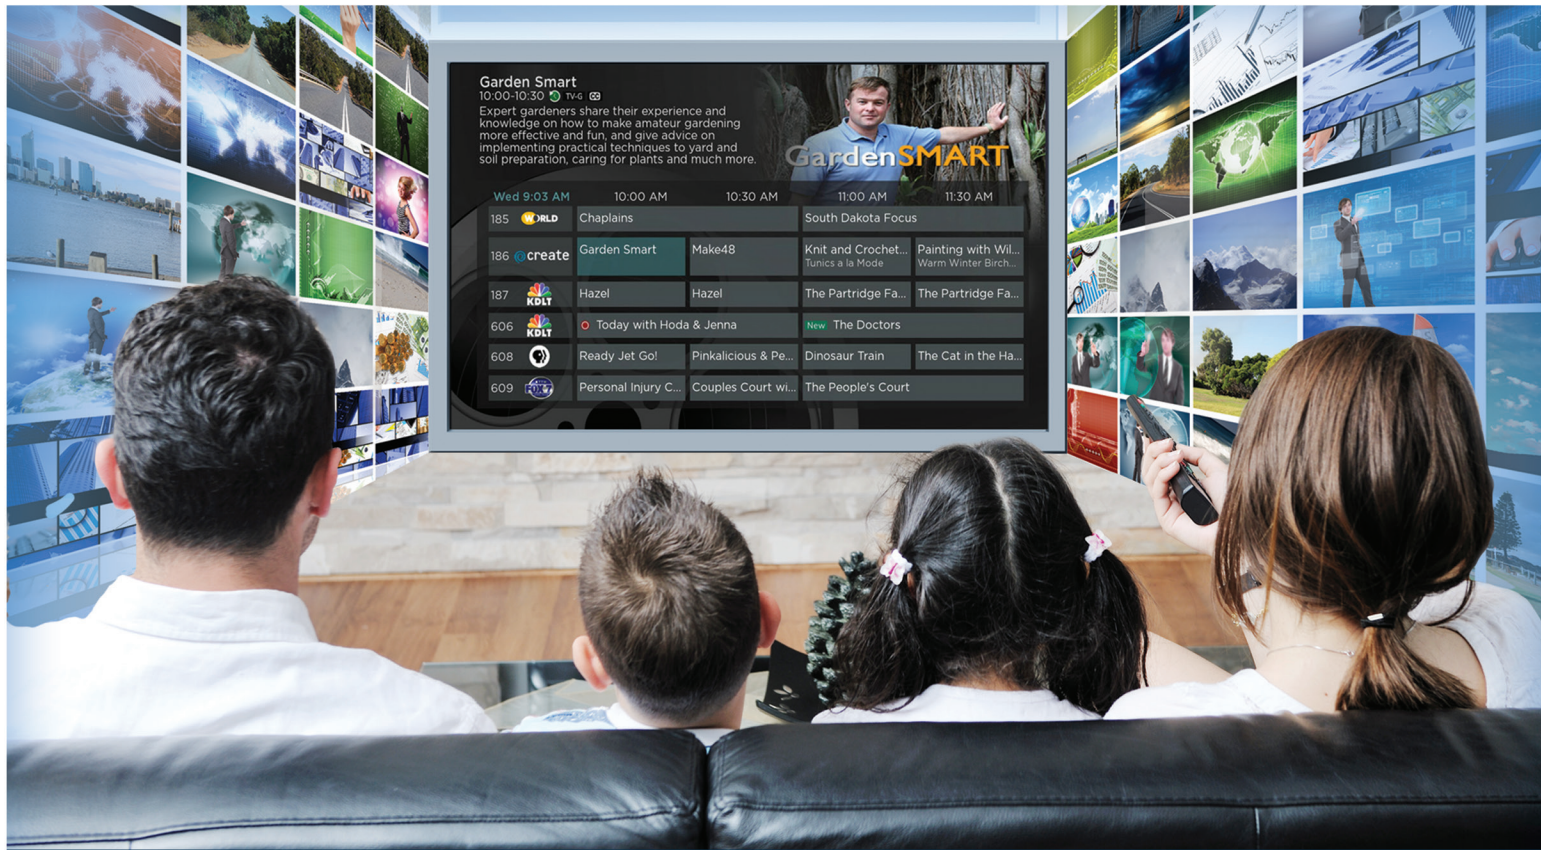 Garden Smart
10:00-10:30 TV-G CC
Expert gardeners share their experience and
knowledge on how to make amateur gardening
more effective and fun, and give advice on
implementing practical techniques to yard and
soil preparation, caring for plants and much more.
GardenSMART
Wed 9:03 AM 10:00 AM 10:30 AM 11:00 AM 11:30 AM
185 WORLD Chaplains South Dakota Focus
186 create Garden Smart Make48 Knit and Crochet... Painting with Wil...
Tunics a la Mode Warm Winter Birch...
187 KDLT Hazel Hazel The Partridge Fa... The Partridge Fa...
606 KDLT Today with Hoda & Jenna New The Doctors
608 Ready Jet Go! Pinkalicious & Pe... Dinosaur Train The Cat in the Ha...
609 FOX Personal Injury C... Couples Court wi... The People's Court